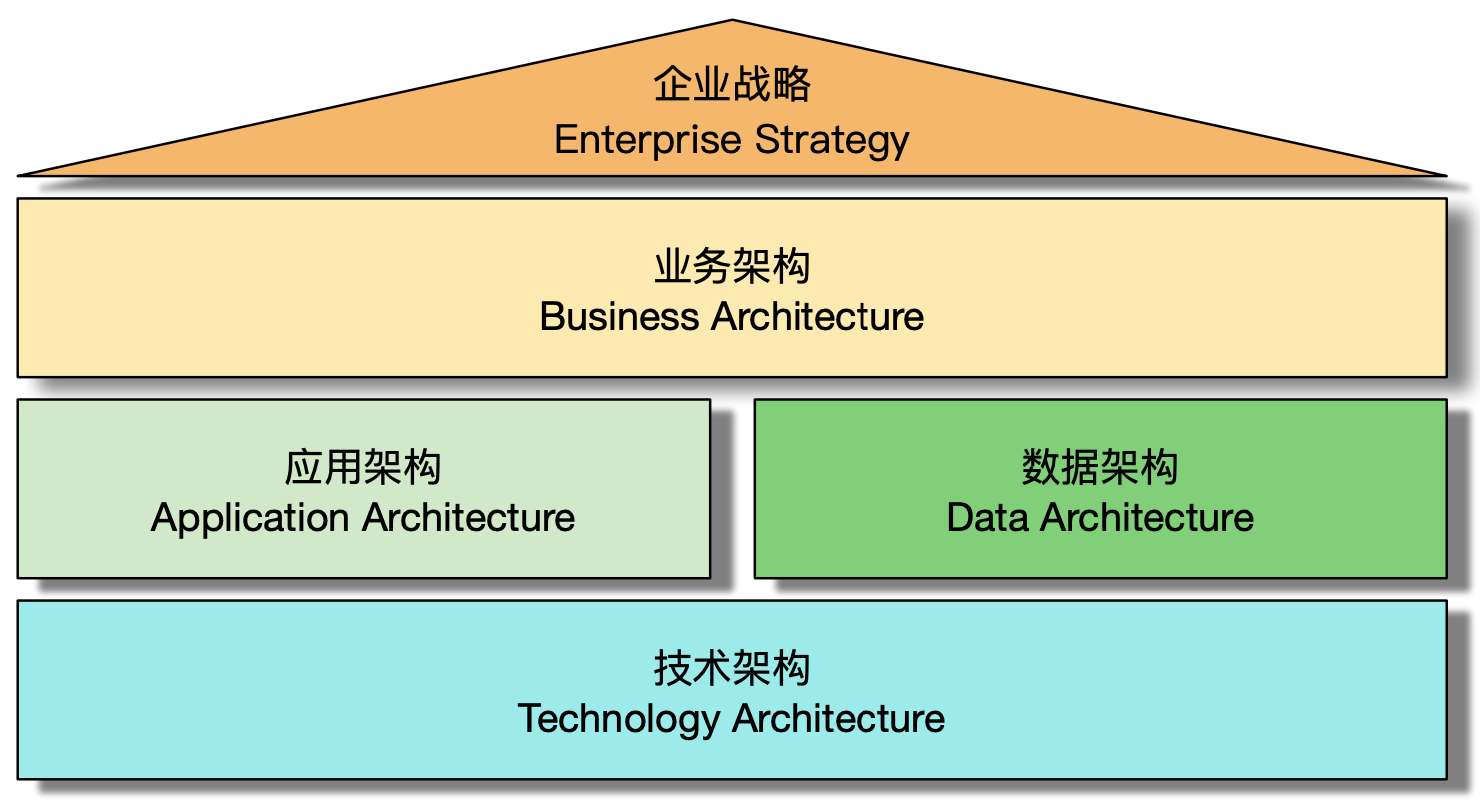 企业战略
Enterprise Strategy
业务架构
Business Architecture
应用架构
Application Architecture
数据架构
Data Architecture
技术架构
Technology Architecture